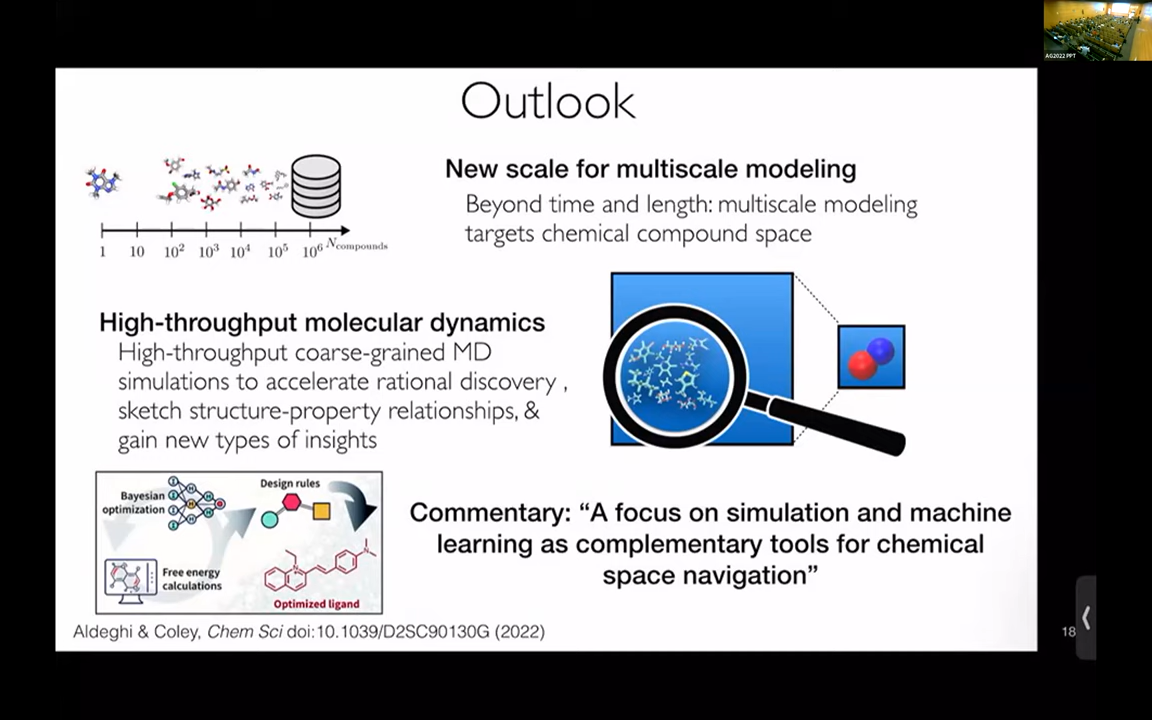 AG2022 PPT
Outlook
New scale for multiscale modeling
Beyond time and length: multiscale modeling
targets chemical compound space
1 10 10² 10³ 10⁴ 10⁵ 10⁶ Ncompounds
High-throughput molecular dynamics
High-throughput coarse-grained MD
simulations to accelerate rational discovery ,
sketch structure-property relationships, &
gain new types of insights
Bayesian
optimization
Design rules
Free energy
calculations
Optimized ligand
Commentary: “A focus on simulation and machine
learning as complementary tools for chemical
space navigation”
Aldeghi & Coley, Chem Sci doi:10.1039/D2SC90130G (2022)
18